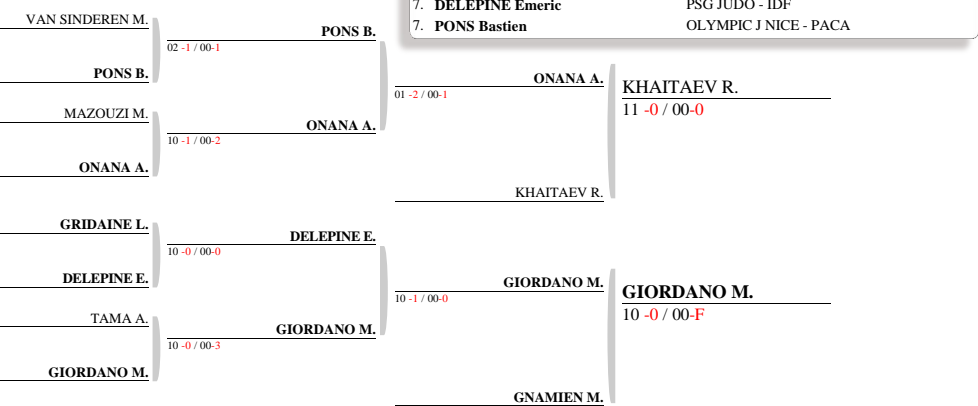 7. DELEPINE Emeric PSG JUDO - IDF
7. PONS Bastien OLYMPIC J NICE - PACA
VAN SINDEREN M.
PONS B.
02 -1 / 00-1
PONS B.
ONANA A.
01 -2 / 00-1
KHAITAEV R.
11 -0 / 00-0
MAZOUZI M.
ONANA A.
10 -1 / 00-2
ONANA A.
KHAITAEV R.
GRIDAINE L.
DELEPINE E.
10 -0 / 00-0
DELEPINE E.
GIORDANO M.
10 -1 / 00-0
GIORDANO M.
10 -0 / 00-F
TAMA A.
GIORDANO M.
10 -0 / 00-3
GIORDANO M.
GNAMIEN M.